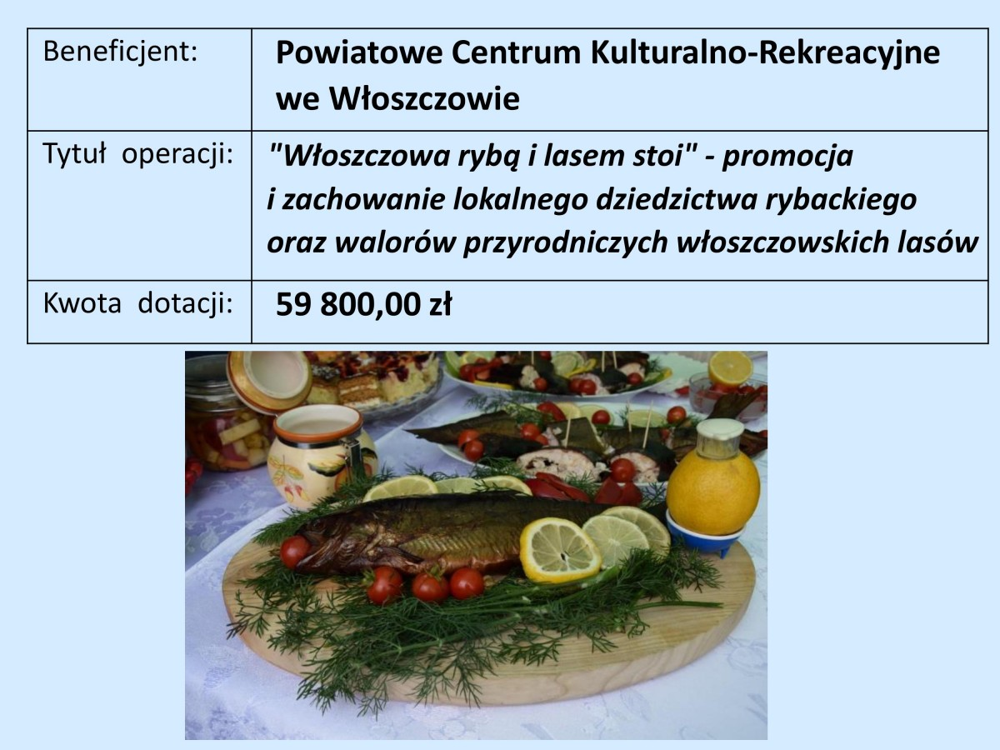 Beneficjent:
Powiatowe Centrum Kulturalno-Rekreacyjne
we Włoszczowie
Tytuł operacji:
"Włoszczowa rybą i lasem stoi" - promocja
i zachowanie lokalnego dziedzictwa rybackiego
oraz walorów przyrodniczych włoszczowskich lasów
Kwota dotacji:
59 800,00 zł